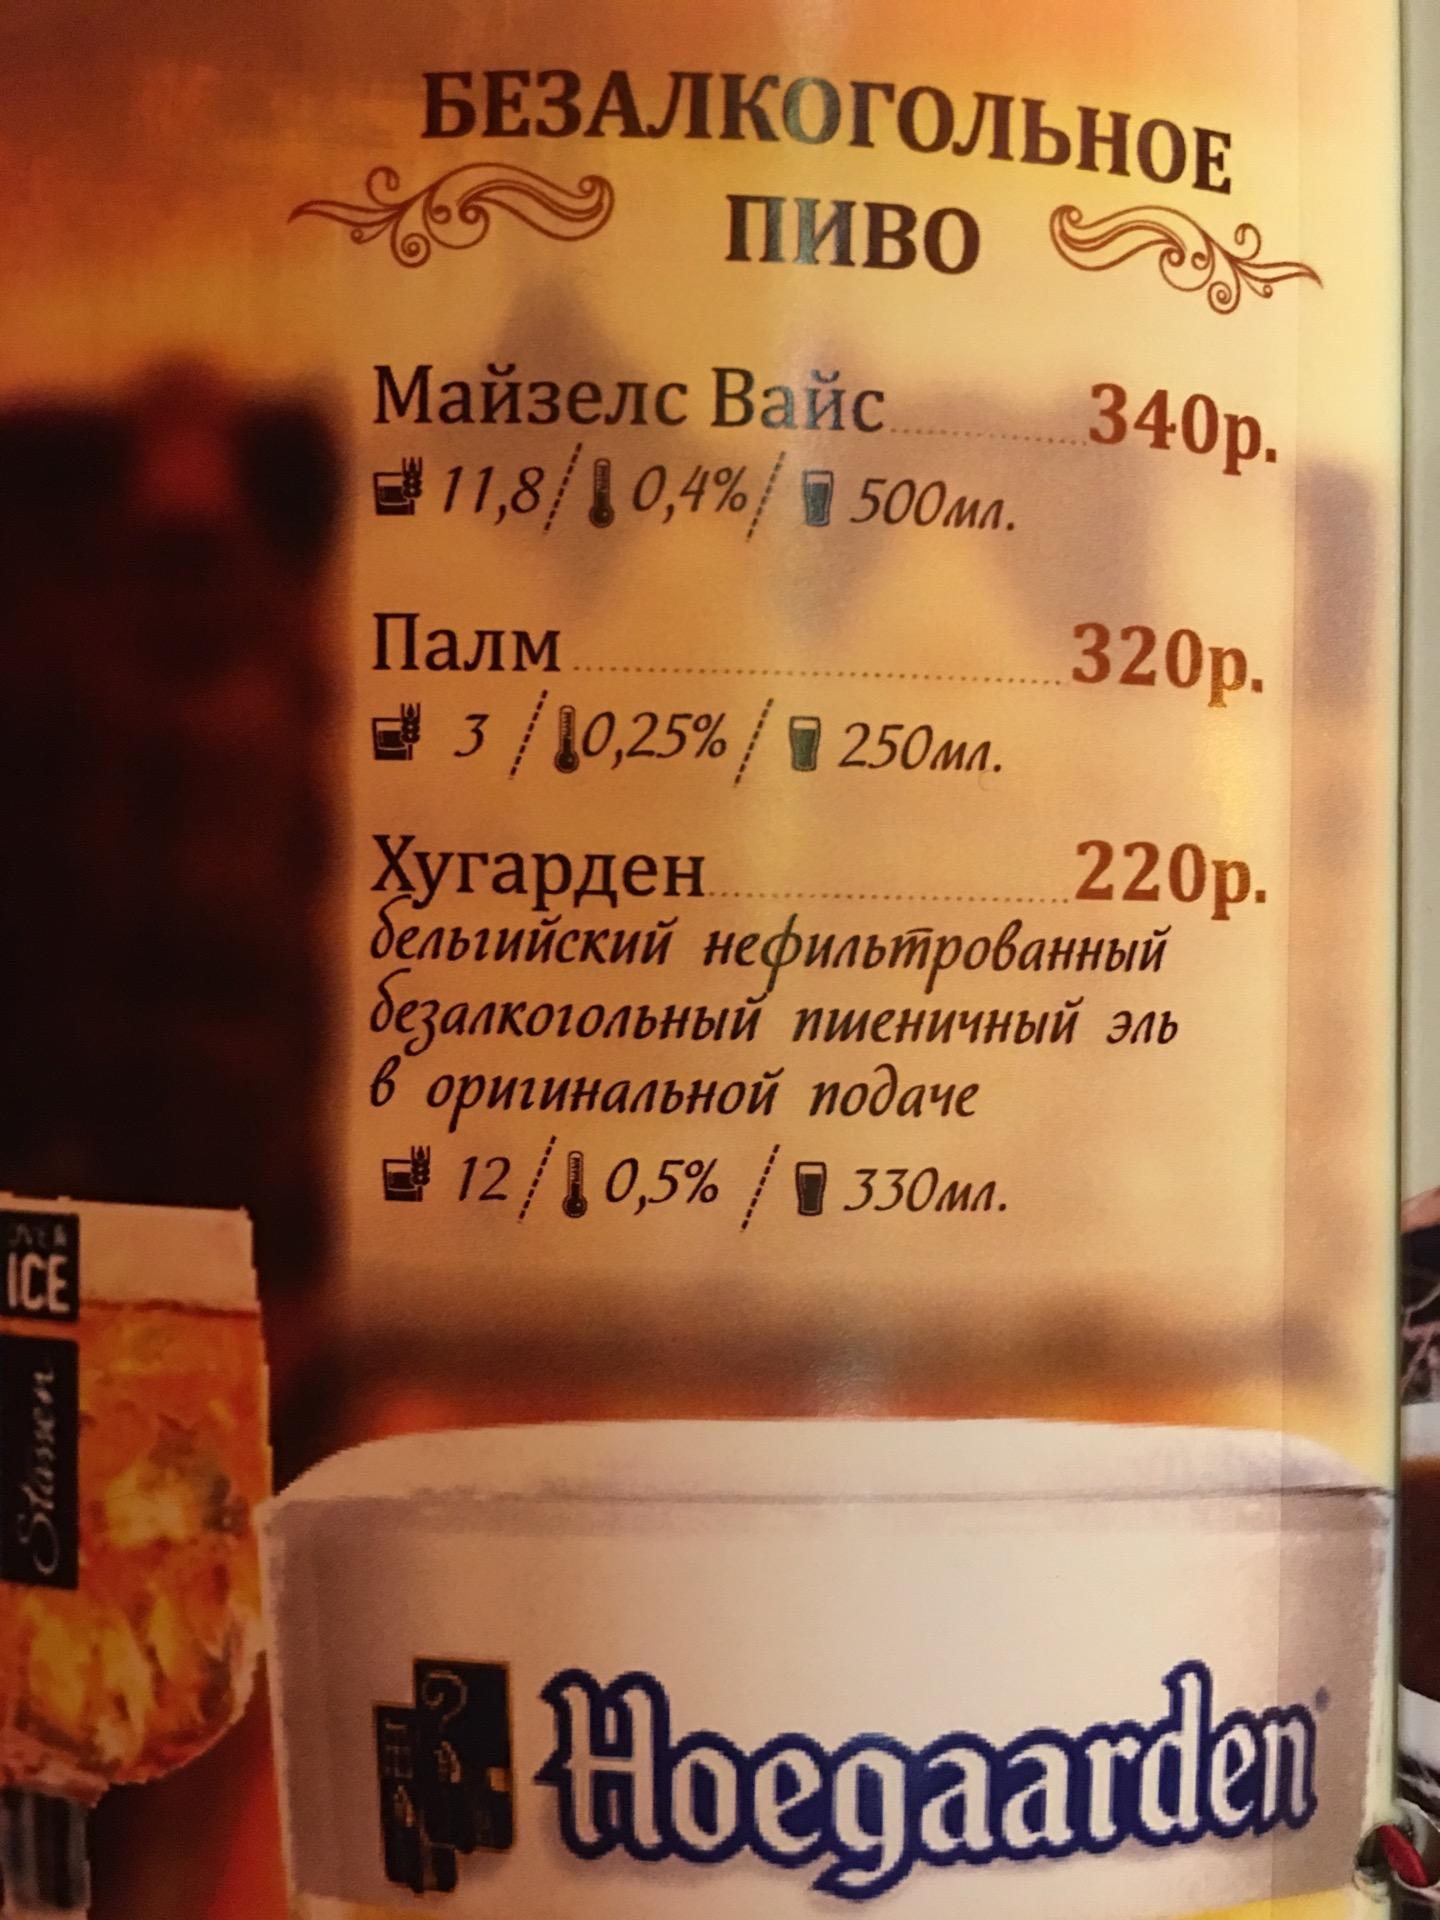 БЕЗАЛКОГОЛЬНОЕ
ПИВО
Майзелс Вайс 340р.
11,8 / 0,4% / 500мл.
Палм 320р.
3 / 0,25% / 250мл.
Хугарден 220р.
бельгийский нефильтрованный
безалкогольный пшеничный эль
в оригинальной подаче
12 / 0,5% / 330мл.
ICE
Stassen
Hoegaarden